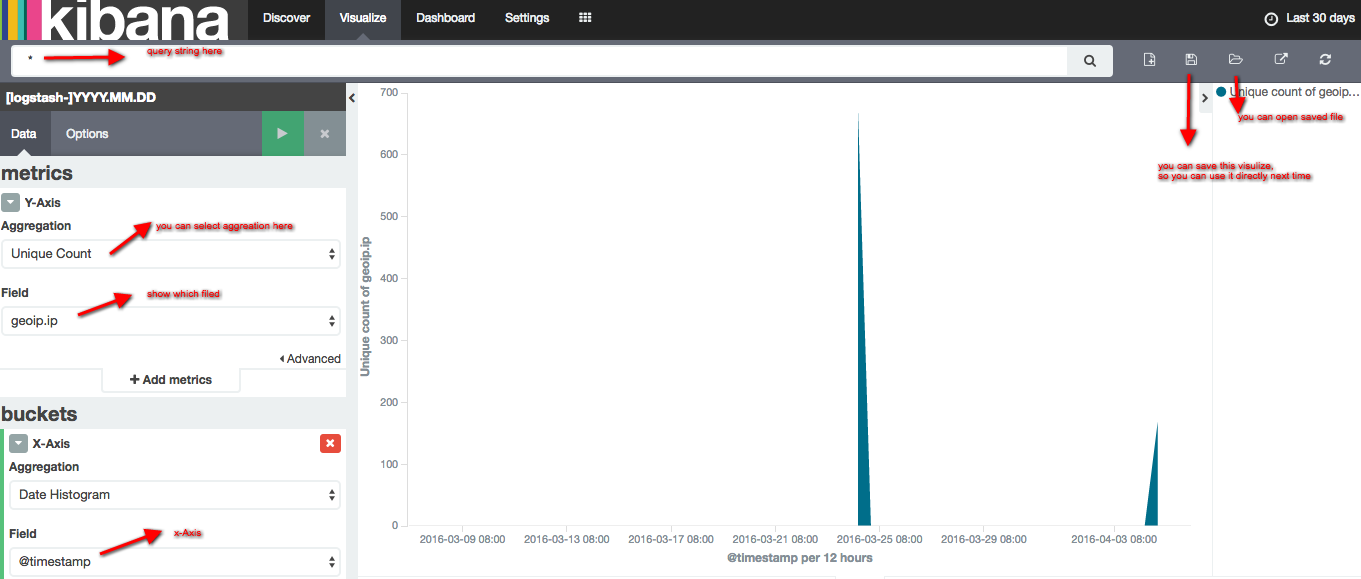 kibana
Discover
Visualize
Dashboard
Settings
Last 30 days
*
query string here
[logstash-]YYYY.MM.DD
Data
Options
metrics
Y-Axis
Aggregation
you can select aggreation here
Unique Count
Field
show which filed
geoip.ip
Advanced
Add metrics
buckets
X-Axis
Aggregation
Date Histogram
Field
x-Axis
@timestamp
700
600
500
400
300
200
100
0
Unique count of geoip.ip
2016-03-09 08:00
2016-03-13 08:00
2016-03-17 08:00
2016-03-21 08:00
2016-03-25 08:00
2016-03-29 08:00
2016-04-03 08:00
@timestamp per 12 hours
Unique count of geoip...
you can open saved file
you can save this visulize,
so you can use it directly next time